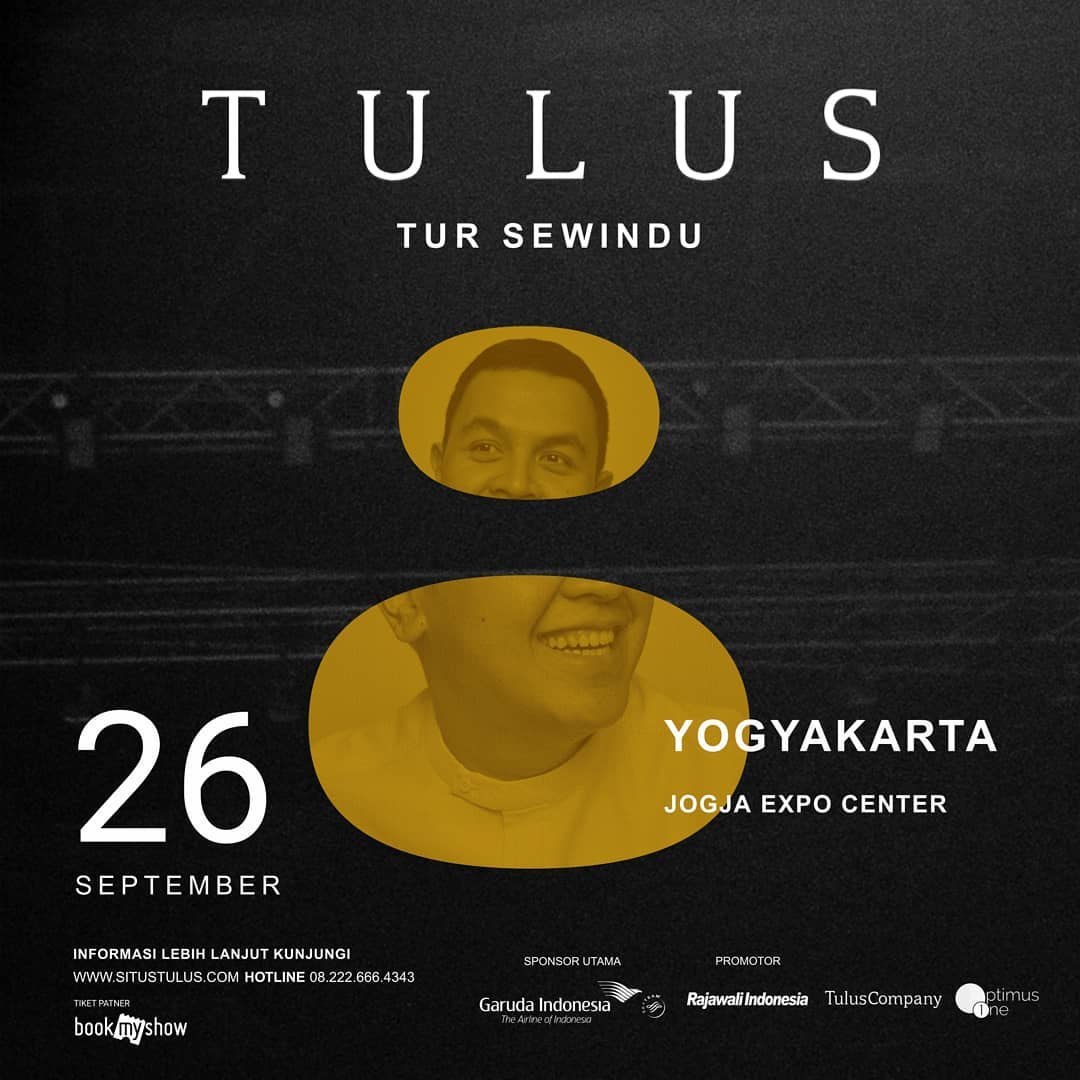 TULUS
TUR SEWINDU
26
SEPTEMBER
YOGYAKARTA
JOGJA EXPO CENTER
INFORMASI LEBIH LANJUT KUNJUNGI
WWW.SITUSTULUS.COM HOTLINE 08.222.666.4343
TIKET PATNER
bookmyshow
SPONSOR UTAMA
Garuda Indonesia
The Airline of Indonesia
PROMOTOR
Rajawali Indonesia
TulusCompany
Optimus
One